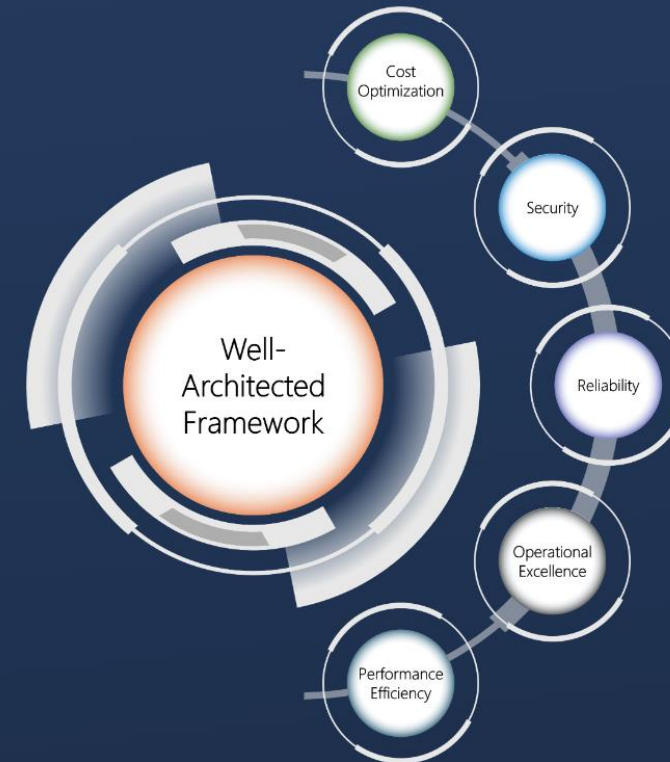 Cost
Optimization
Security
Well-
Architected
Framework
Reliability
Operational
Excellence
Performance
Efficiency